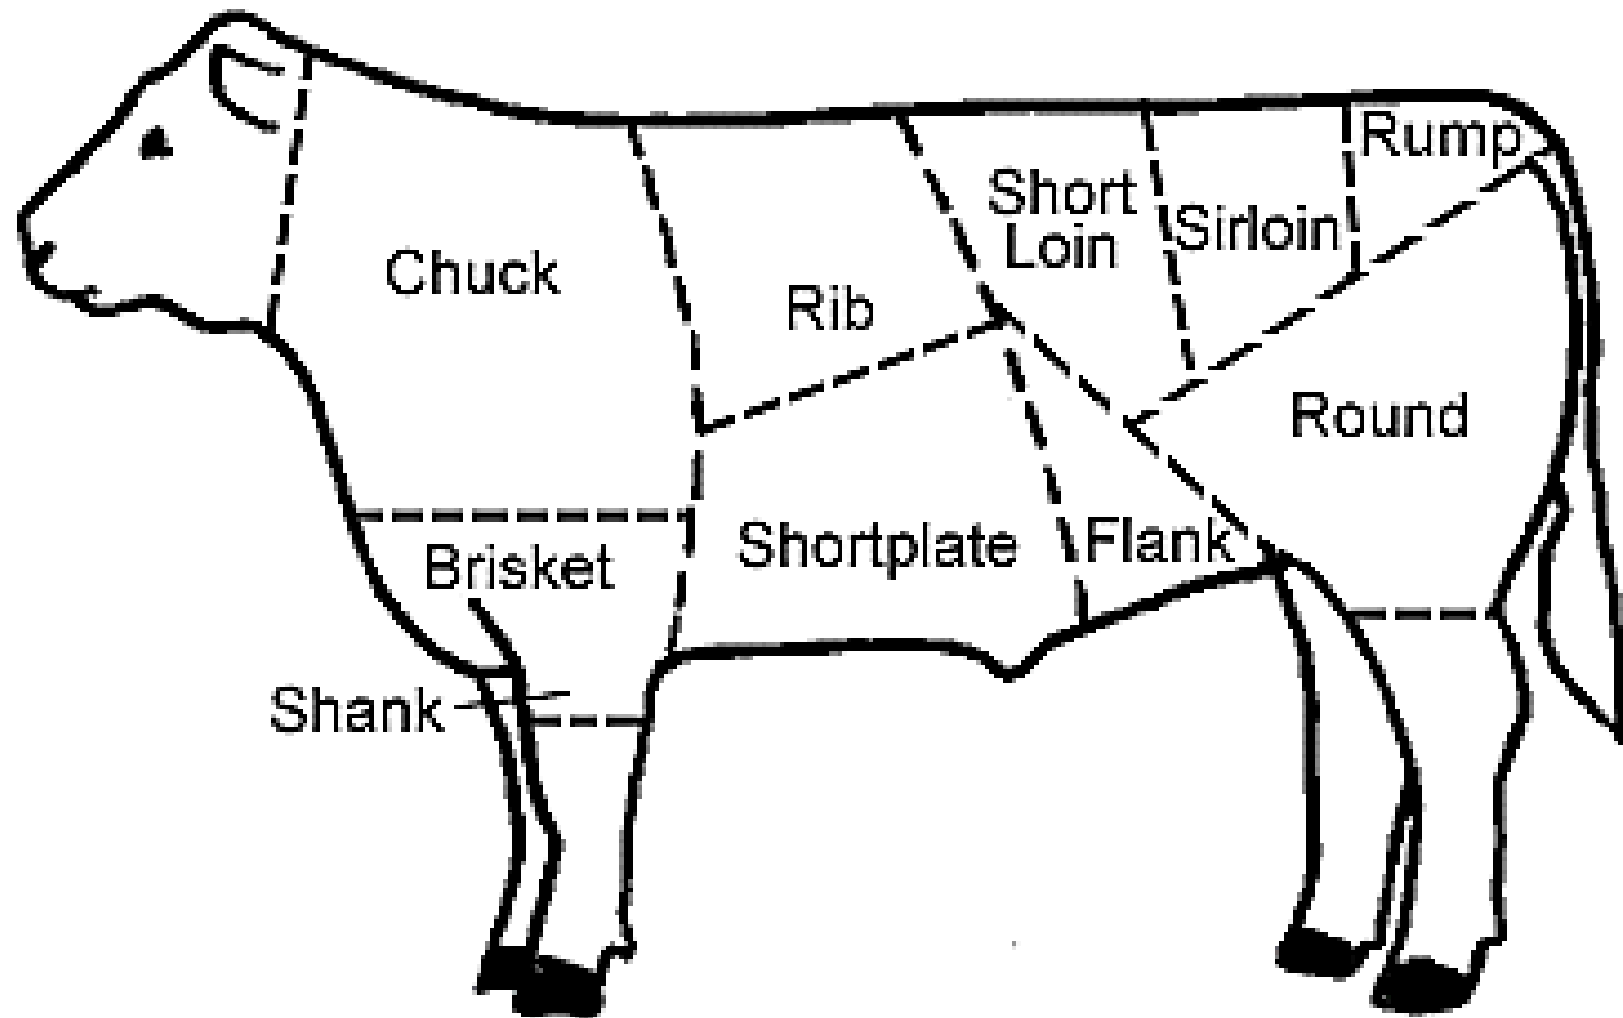 Rump
Short
Loin
Sirloin
Chuck
Rib
Round
Shortplate
Flank
Brisket
Shank